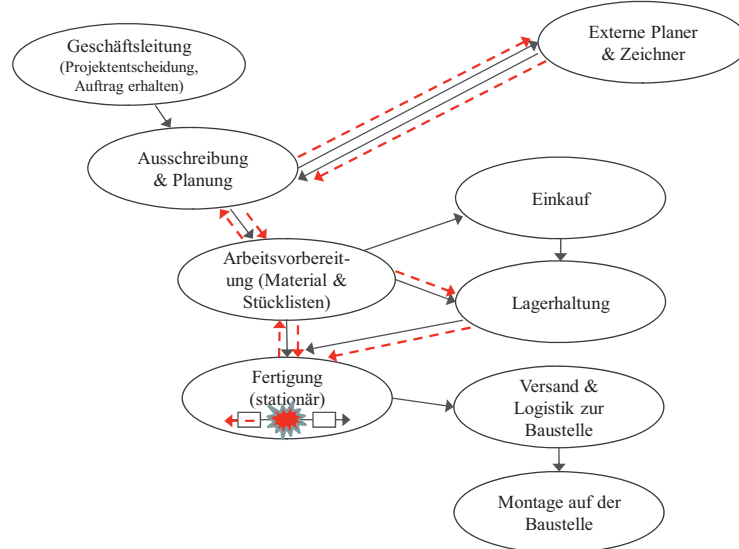 Geschäftsleitung
(Projektentscheidung,
Auftrag erhalten)
Externe Planer
& Zeichner
Ausschreibung
& Planung
Einkauf
Arbeitsvorbereit-
ung (Material &
Stücklisten)
Lagerhaltung
Fertigung
(stationär)
Versand &
Logistik zur
Baustelle
Montage auf der
Baustelle